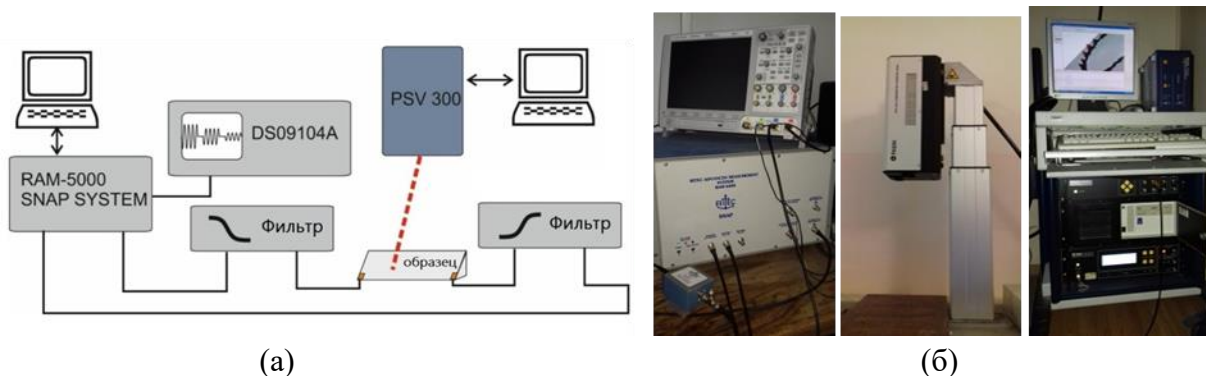 PSV 300
DS09104A
RAM-5000
SNAP SYSTEM
Фильтр
Фильтр
образец
(а)
(б)